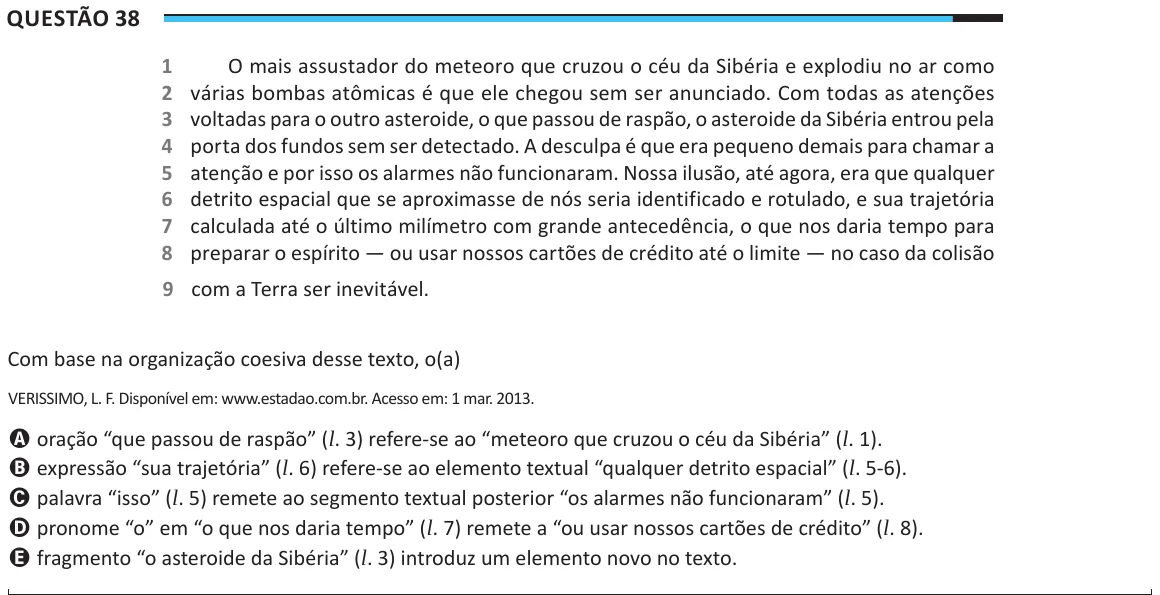 QUESTÃO 38
1 O mais assustador do meteoro que cruzou o céu da Sibéria e explodiu no ar como
2 várias bombas atômicas é que ele chegou sem ser anunciado. Com todas as atenções
3 voltadas para o outro asteroide, o que passou de raspão, o asteroide da Sibéria entrou pela
4 porta dos fundos sem ser detectado. A desculpa é que era pequeno demais para chamar a
5 atenção e por isso os alarmes não funcionaram. Nossa ilusão, até agora, era que qualquer
6 detrito espacial que se aproximasse de nós seria identificado e rotulado, e sua trajetória
7 calculada até o último milímetro com grande antecedência, o que nos daria tempo para
8 preparar o espírito — ou usar nossos cartões de crédito até o limite — no caso da colisão
9 com a Terra ser inevitável.
Com base na organização coesiva desse texto, o(a)
VERISSIMO, L. F. Disponível em: www.estadao.com.br. Acesso em: 1 mar. 2013.
A oração “que passou de raspão” (l. 3) refere-se ao “meteoro que cruzou o céu da Sibéria” (l. 1).
B expressão “sua trajetória” (l. 6) refere-se ao elemento textual “qualquer detrito espacial” (l. 5-6).
C palavra “isso” (l. 5) remete ao segmento textual posterior “os alarmes não funcionaram” (l. 5).
D pronome “o” em “o que nos daria tempo” (l. 7) remete a “ou usar nossos cartões de crédito” (l. 8).
E fragmento “o asteroide da Sibéria” (l. 3) introduz um elemento novo no texto.